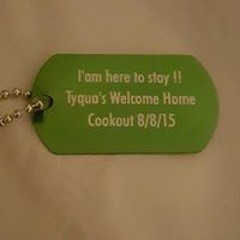 I'am here to stay !!
Tyqua's Welcome Home
Cookout 8/8/15